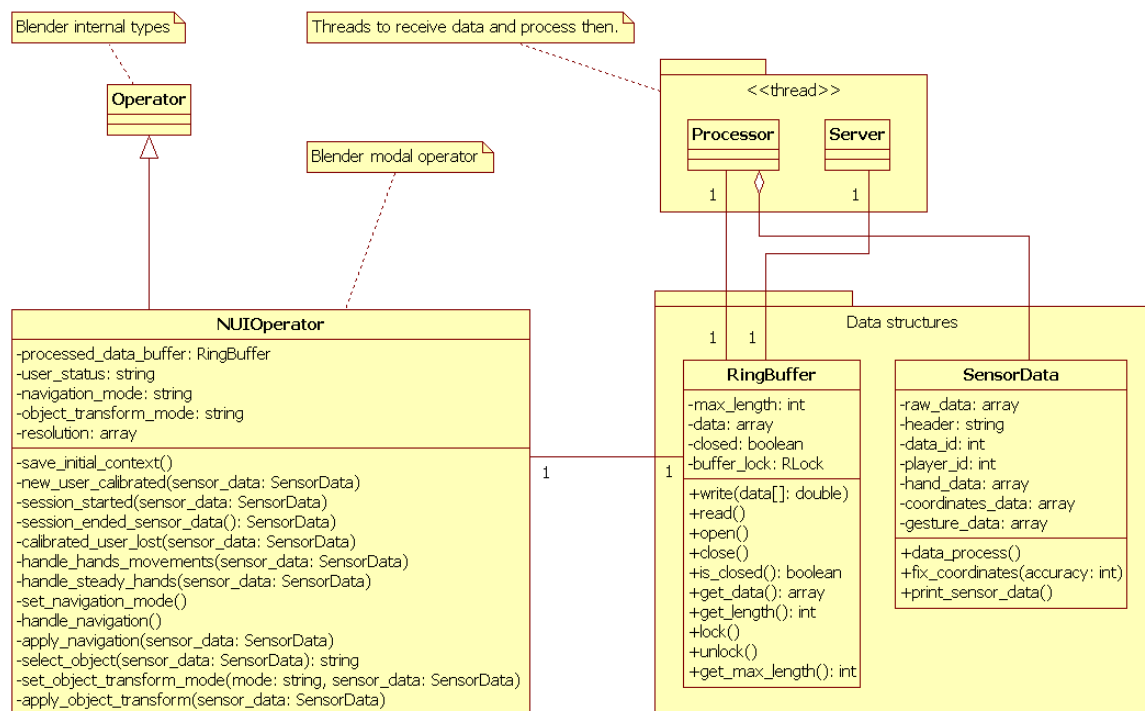 Blender internal types
Threads to receive data and process then.
<<thread>>
Operator
Processor
Server
Blender modal operator
1
1
NUIOperator
-processed_data_buffer: RingBuffer
-user_status: string
-navigation_mode: string
-object_transform_mode: string
-resolution: array
-save_initial_context()
-new_user_calibrated(sensor_data: SensorData)
-session_started(sensor_data: SensorData)
-session_ended_sensor_data(): SensorData)
-calibrated_user_lost(sensor_data: SensorData)
-handle_hands_movements(sensor_data: SensorData)
-handle_steady_hands(sensor_data: SensorData)
-set_navigation_mode()
-handle_navigation()
-apply_navigation(sensor_data: SensorData)
-select_object(sensor_data: SensorData): string
-set_object_transform_mode(mode: string, sensor_data: SensorData)
-apply_object_transform(sensor_data: SensorData)
1
1
Data structures
1
1
RingBuffer
-max_length: int
-data: array
-closed: boolean
-buffer_lock: RLock
+write(data[]: double)
+read()
+open()
+close()
+is_closed(): boolean
+get_data(): array
+get_length(): int
+lock()
+unlock()
+get_max_length(): int
SensorData
-raw_data: array
-header: string
-data_id: int
-player_id: int
-hand_data: array
-coordinates_data: array
-gesture_data: array
+data_process()
+fix_coordinates(accuracy: int)
+print_sensor_data()